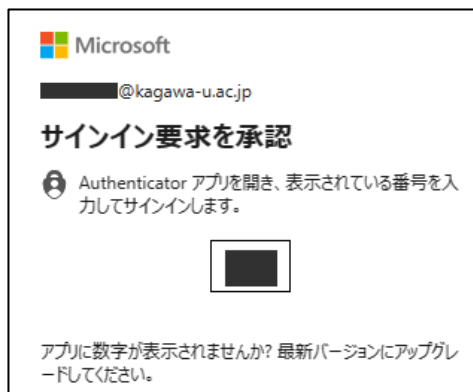 Microsoft
@kagawa-u.ac.jp
サインイン要求を承認
Authenticator アプリを開き、表示されている番号を入
力してサインインします。
アプリに数字が表示されませんか? 最新バージョンにアップグレ
ードしてください。